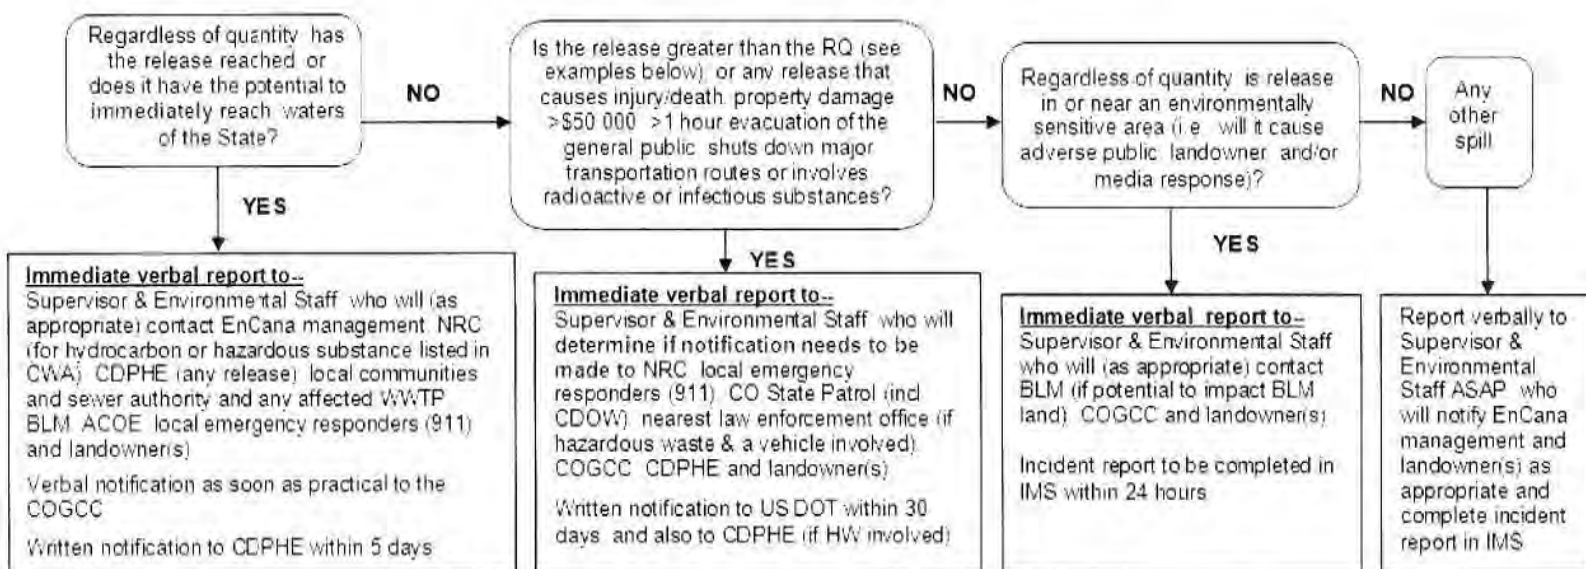 Regardless of quantity has
the release reached or
does it have the potential to
immediately reach waters
of the State?
NO
Is the release greater than the RQ (see
examples below) or any release that
causes injury/death property damage
>$50 000 >1 hour evacuation of the
general public shuts down major
transportation routes or involves
radioactive or infectious substances?
NO
Regardless of quantity is release
in or near an environmentally
sensitive area (i.e. will it cause
adverse public landowner and/or
media response)?
NO
Any
other
spill
YES
YES
YES
Immediate verbal report to--
Supervisor & Environmental Staff who will (as
appropriate) contact EnCana management NRC
(for hydrocarbon or hazardous substance listed in
CWA) CDPHE (any release) local communities
and sewer authority and any affected WWTP
BLM ACOE local emergency responders (911)
and landowner(s)
Verbal notification as soon as practical to the
COGCC
Written notification to CDPHE within 5 days
Immediate verbal report to--
Supervisor & Environmental Staff who will
determine if notification needs to be
made to NRC local emergency
responders (911) CO State Patrol (incl
CDOW) nearest law enforcement office (if
hazardous waste & a vehicle involved)
COGCC CDPHE and landowner(s)
Written notification to US DOT within 30
days and also to CDPHE (if HW involved)
Immediate verbal report to--
Supervisor & Environmental Staff
who will (as appropriate) contact
BLM (if potential to impact BLM
land) COGCC and landowner(s)
Incident report to be completed in
IMS within 24 hours
Report verbally to
Supervisor &
Environmental
Staff ASAP who
will notify EnCana
management and
landowner(s) as
appropriate and
complete incident
report in IMS